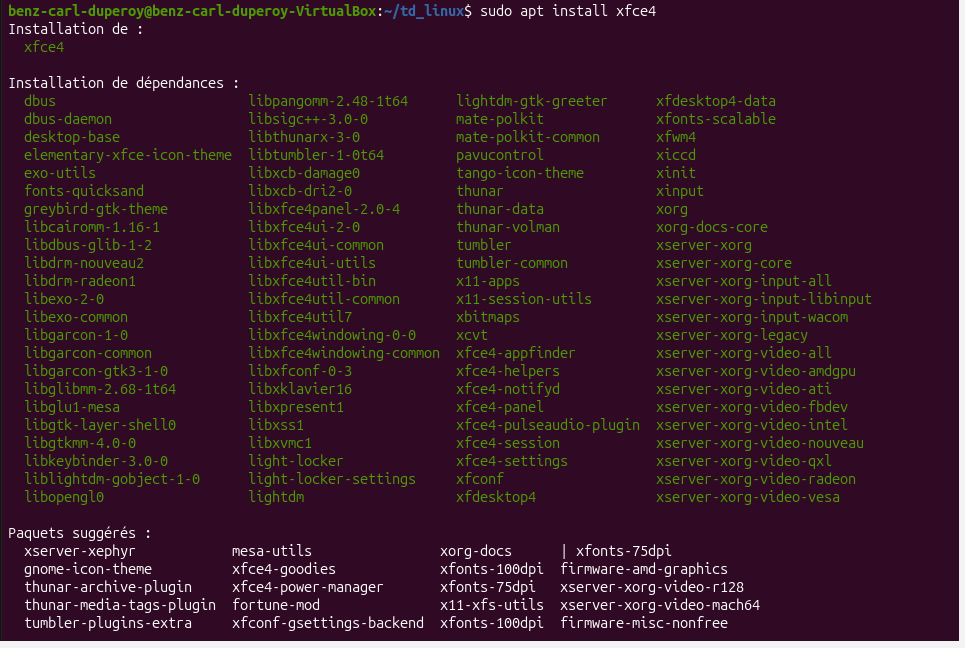 benz-carl-duperoy@benz-carl-duperoy-VirtualBox:~/td_linux$ sudo apt install xfce4
Installation de :
xfce4
Installation de dépendances :
dbus libpangomm-2.48-1t64 lightdm-gtk-greeter xfdesktop4-data
dbus-daemon libsigc++-3.0-0 mate-polkit xfonts-scalable
desktop-base libthunarx-3-0 mate-polkit-common xfwm4
elementary-xfce-icon-theme libtumbler-1-0t64 pavucontrol xiccd
exo-utils libxcb-damage0 tango-icon-theme xinit
fonts-quicksand libxcb-dri2-0 thunar xinput
greybird-gtk-theme libxfce4panel-2.0-4 thunar-data xorg
libcairomm-1.16-1 libxfce4ui-2-0 thunar-volman xorg-docs-core
libdbus-glib-1-2 libxfce4ui-common tumbler xserver-xorg
libdrm-nouveau2 libxfce4ui-utils tumbler-common xserver-xorg-core
libdrm-radeon1 libxfce4util-bin x11-apps xserver-xorg-input-all
libexo-2-0 libxfce4util-common x11-session-utils xserver-xorg-input-libinput
libexo-common libxfce4util7 xbitmaps xserver-xorg-input-wacom
libgarcon-1-0 libxfce4windowing-0-0 xcvt xserver-xorg-legacy
libgarcon-common libxfce4windowing-common xfce4-appfinder xserver-xorg-video-all
libgarcon-gtk3-1-0 libxfconf-0-3 xfce4-helpers xserver-xorg-video-amdgpu
libglibmm-2.68-1t64 libxklavier16 xfce4-notifyd xserver-xorg-video-ati
libglu1-mesa libxpresent1 xfce4-panel xserver-xorg-video-fbdev
libgtk-layer-shell0 libxss1 xfce4-pulseaudio-plugin xserver-xorg-video-intel
libgtkmm-4.0-0 libxvmc1 xfce4-session xserver-xorg-video-nouveau
libkeybinder-3.0-0 light-locker xfce4-settings xserver-xorg-video-qxl
liblightdm-gobject-1-0 light-locker-settings xfconf xserver-xorg-video-radeon
libopengl0 lightdm xfdesktop4 xserver-xorg-video-vesa
Paquets suggérés :
xserver-xephyr mesa-utils xorg-docs | xfonts-75dpi
gnome-icon-theme xfce4-goodies xfonts-100dpi firmware-amd-graphics
thunar-archive-plugin xfce4-power-manager xfonts-75dpi xserver-xorg-video-r128
thunar-media-tags-plugin fortune-mod x11-xfs-utils xserver-xorg-video-mach64
tumbler-plugins-extra xfconf-gsettings-backend xfonts-100dpi firmware-misc-nonfree